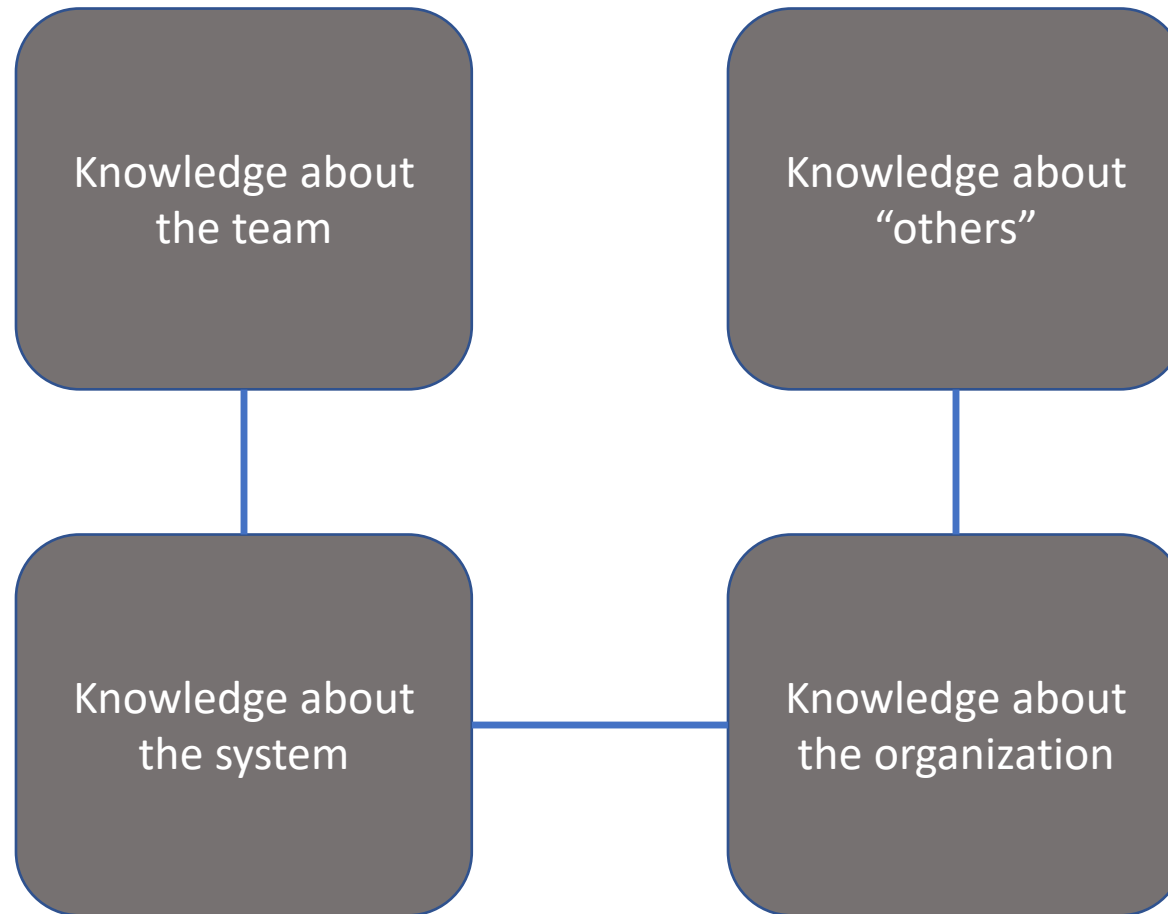 Knowledge about
the team
Knowledge about
“others”
Knowledge about
the system
Knowledge about
the organization